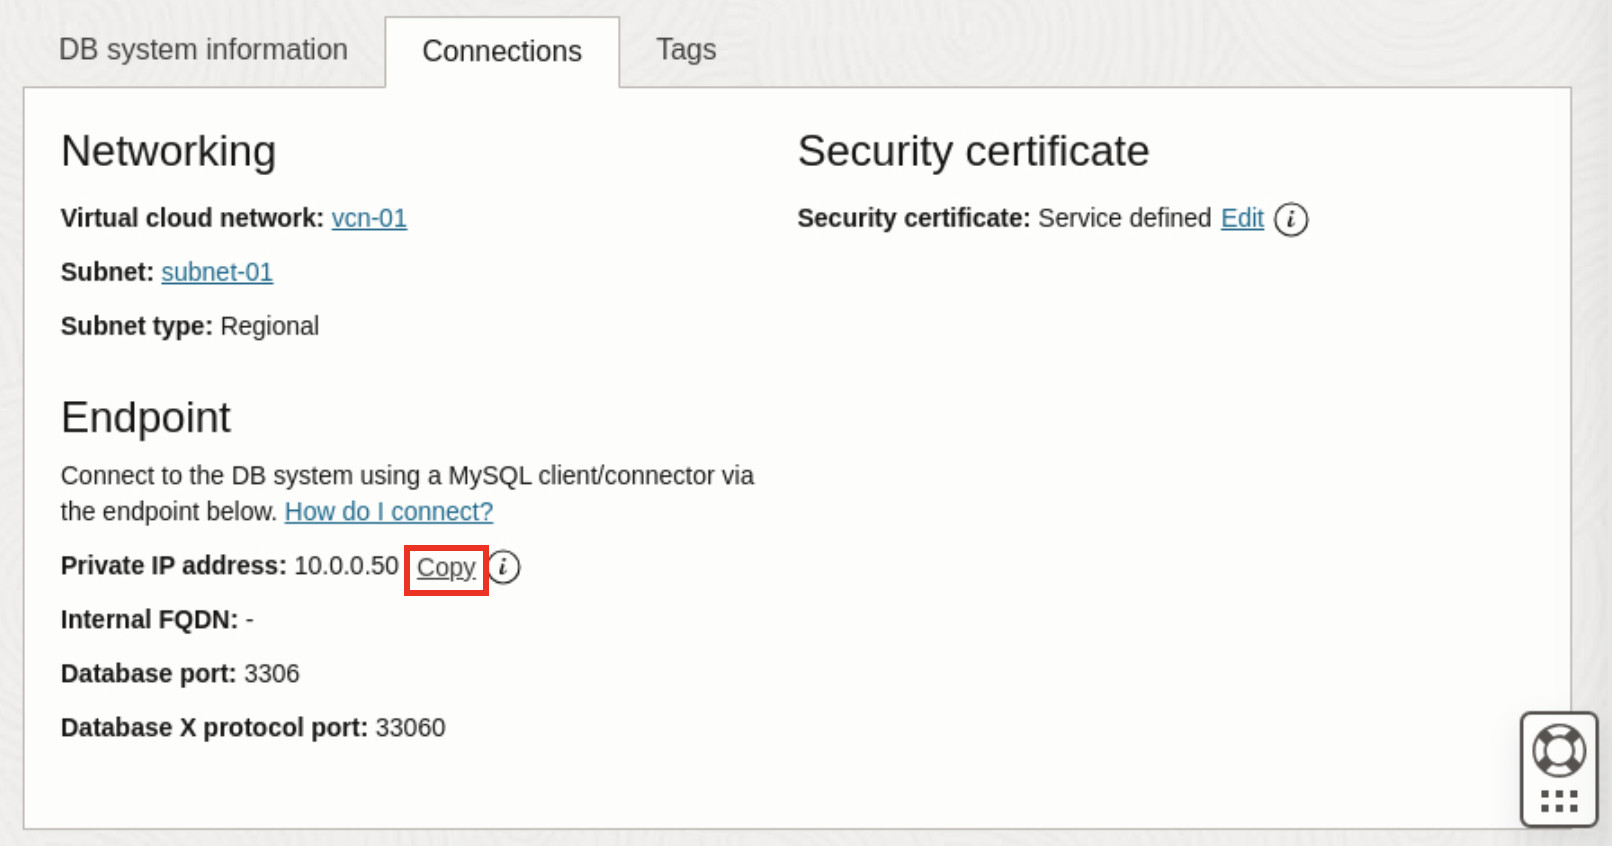 DB system information
Connections
Tags
Networking
Virtual cloud network: vcn-01
Subnet: subnet-01
Subnet type: Regional
Endpoint
Connect to the DB system using a MySQL client/connector via
the endpoint below. How do I connect?
Private IP address: 10.0.0.50 Copy i
Internal FQDN: -
Database port: 3306
Database X protocol port: 33060
Security certificate
Security certificate: Service defined Edit i